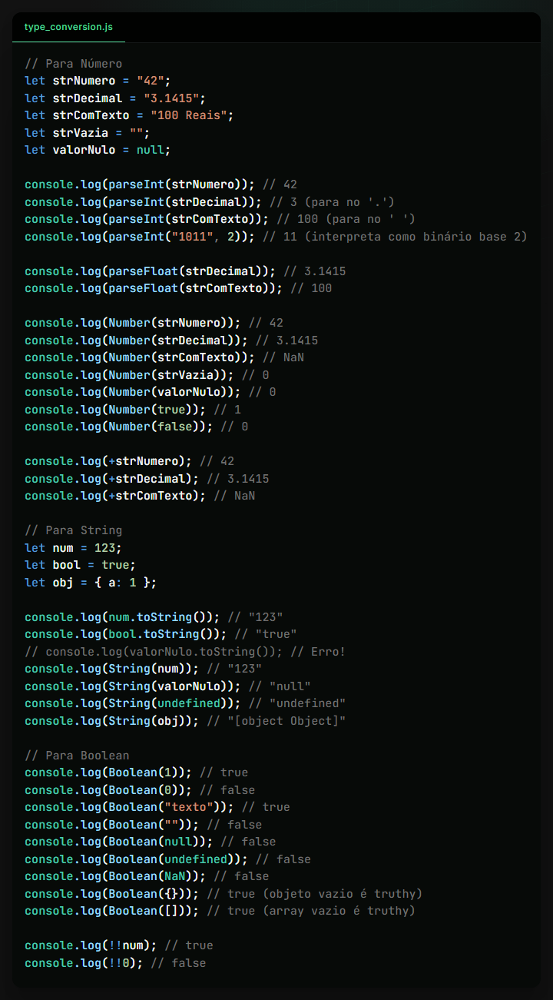 type_conversion.js
// Para Número
let strNumero = "42";
let strDecimal = "3.1415";
let strComTexto = "100 Reais";
let strVazia = "";
let valorNulo = null;
console.log(parseInt(strNumero)); // 42
console.log(parseInt(strDecimal)); // 3 (para no '.')
console.log(parseInt(strComTexto)); // 100 (para no ' ')
console.log(parseInt("1011", 2)); // 11 (interpreta como binário base 2)
console.log(parseFloat(strDecimal)); // 3.1415
console.log(parseFloat(strComTexto)); // 100
console.log(Number(strNumero)); // 42
console.log(Number(strDecimal)); // 3.1415
console.log(Number(strComTexto)); // NaN
console.log(Number(strVazia)); // 0
console.log(Number(valorNulo)); // 0
console.log(Number(true)); // 1
console.log(Number(false)); // 0
console.log(+strNumero); // 42
console.log(+strDecimal); // 3.1415
console.log(+strComTexto); // NaN
// Para String
let num = 123;
let bool = true;
let obj = { a: 1 };
console.log(num.toString()); // "123"
console.log(bool.toString()); // "true"
// console.log(valorNulo.toString()); // Erro!
console.log(String(num)); // "123"
console.log(String(valorNulo)); // "null"
console.log(String(undefined)); // "undefined"
console.log(String(obj)); // "[object Object]"
// Para Boolean
console.log(Boolean(1)); // true
console.log(Boolean(0)); // false
console.log(Boolean("texto")); // true
console.log(Boolean("")); // false
console.log(Boolean(null)); // false
console.log(Boolean(undefined)); // false
console.log(Boolean(NaN)); // false
console.log(Boolean({})); // true (objeto vazio é truthy)
console.log(Boolean([])); // true (array vazio é truthy)
console.log(!!num); // true
console.log(!!0); // false